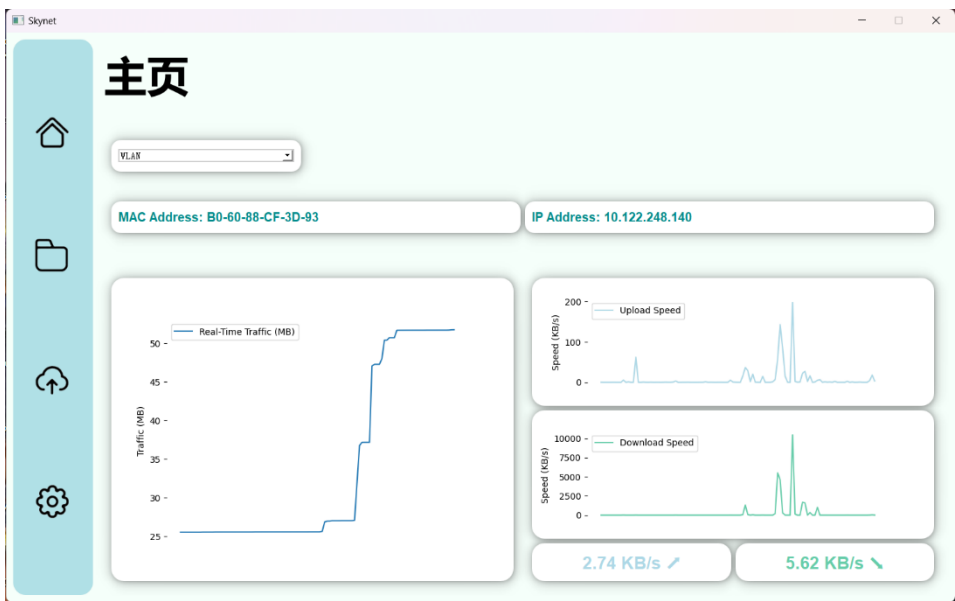 Skynet
主页
VLAN
MAC Address: B0-60-88-CF-3D-93
IP Address: 10.122.248.140
Real-Time Traffic (MB)
Traffic (MB)
50
45
40
35
30
25
Upload Speed
Speed (KB/s)
200
100
0
Download Speed
Speed (KB/s)
10000
7500
5000
2500
0
2.74 KB/s ↗
5.62 KB/s ↘